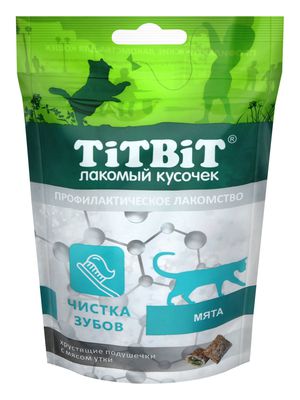 TiTBiT®
лакомый кусочек
ПРОФИЛАКТИЧЕСКОЕ ЛАКОМСТВО
ЧИСТКА
ЗУБОВ
МЯТА
хрустящие подушечки
с мясом утки